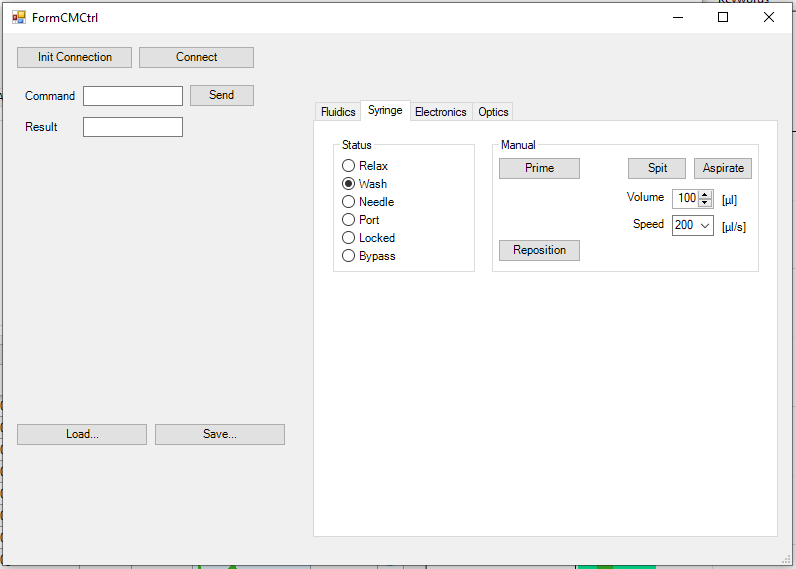 FormCMCtrl
Init Connection
Connect
Command
Send
Result
Fluidics
Syringe
Electronics
Optics
Status
Relax
Wash
Needle
Port
Locked
Bypass
Manual
Prime
Spit
Aspirate
Volume
100
[µl]
Speed
200
[µl/s]
Reposition
Load...
Save...